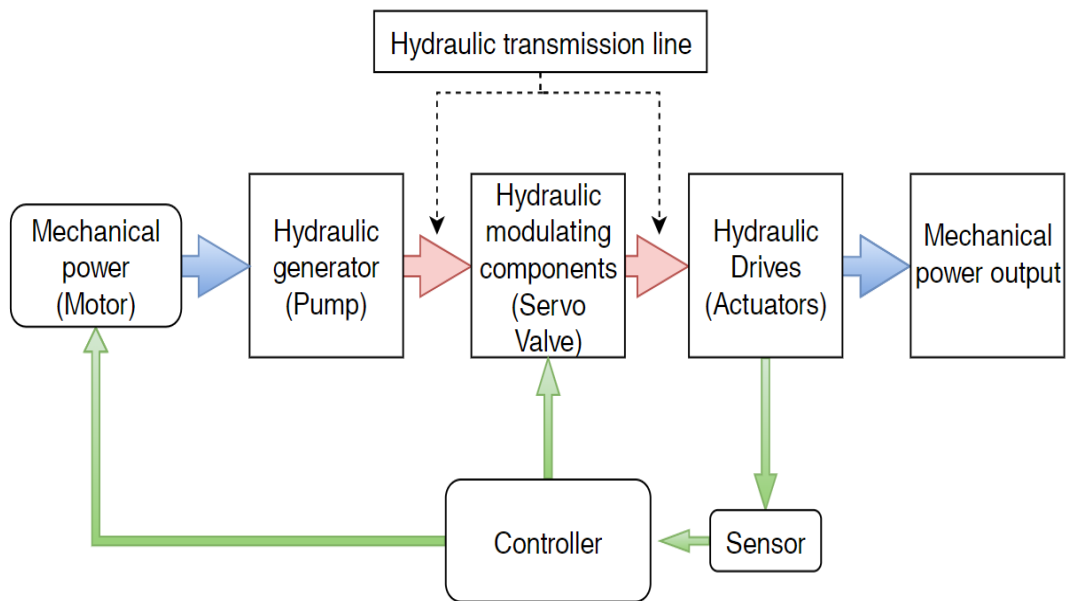 Hydraulic transmission line
Mechanical
power
(Motor)
Hydraulic
generator
(Pump)
Hydraulic
modulating
components
(Servo
Valve)
Hydraulic
Drives
(Actuators)
Mechanical
power output
Controller
Sensor